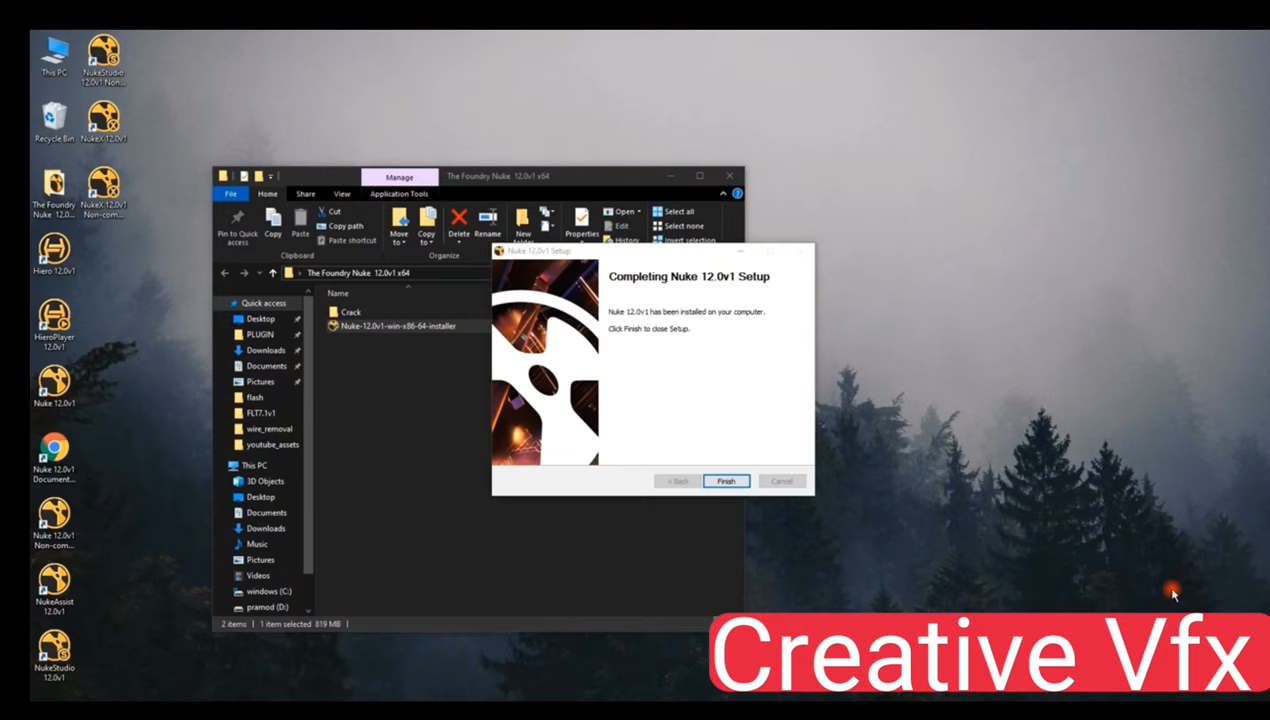 This PC
NukeStudio
12.0v1 Non...
Recycle Bin
NukeX 12.0v1
The Foundry
Nuke 12.0...
NukeX 12.0v1
Non-com...
Hiero 12.0v1
HieroPlayer
12.0v1
Nuke 12.0v1
Nuke 12.0v1
Document...
Nuke 12.0v1
Non-com...
NukeAssist
12.0v1
NukeStudio
12.0v1
Manage
The Foundry Nuke 12.0v1 x64
File
Home
Share
View
Application Tools
Pin to Quick
access
Copy
Paste
Cut
Copy path
Paste shortcut
Move
to
Copy
to
Delete
Rename
New
Properties
Open
Edit
History
Select all
Select none
Invert selection
Clipboard
Organize
The Foundry Nuke 12.0v1 x64
Quick access
Desktop
PLUGIN
Downloads
Documents
Pictures
flash
FLT7.1v1
wire_removal
youtube_assets
This PC
3D Objects
Desktop
Documents
Downloads
Music
Pictures
Videos
windows (C:)
pramod (D:)
Name
Crack
Nuke-12.0v1-win-x86-64-installer
2 items
1 item selected 819 MB
Nuke 12.0v1 Setup
Completing Nuke 12.0v1 Setup
Nuke 12.0v1 has been installed on your computer.
Click Finish to close Setup.
< Back
Finish
Cancel
Creative Vfx